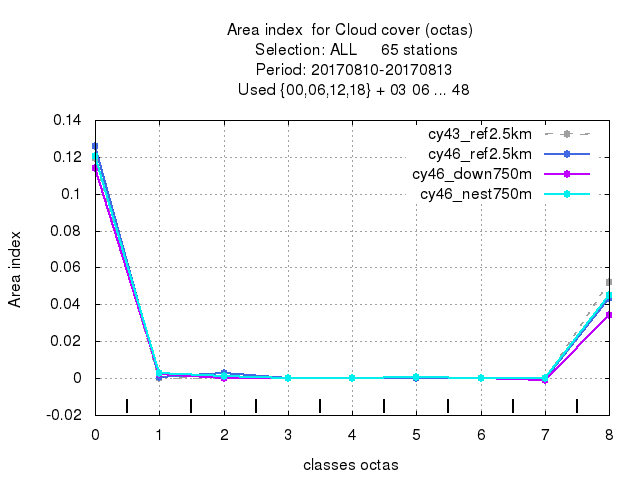 Area index  for Cloud cover (octas)
Selection: ALL     65 stations
Period: 20170810-20170813
Used {00,06,12,18} + 03 06 ... 48
cy43_ref2.5km
cy46_ref2.5km
cy46_down750m
cy46_nest750m
0.14
0.12
0.1
0.08
0.06
0.04
0.02
0
-0.02
Area index
0 1 2 3 4 5 6 7 8
classes octas